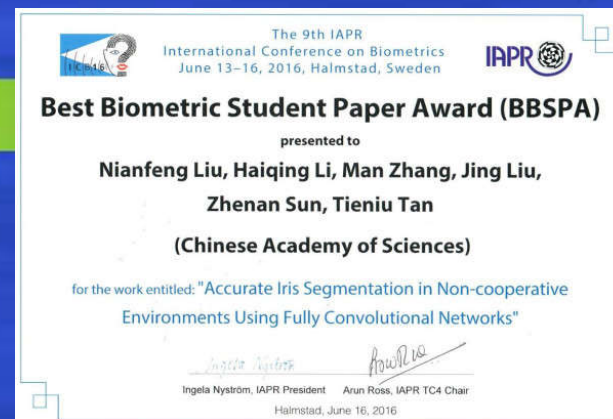 ICB16
The 9th IAPR
International Conference on Biometrics
June 13–16, 2016, Halmstad, Sweden
IAPR
Best Biometric Student Paper Award (BBSPA)
presented to
Nianfeng Liu, Haiqing Li, Man Zhang, Jing Liu,
Zhenan Sun, Tieniu Tan
(Chinese Academy of Sciences)
for the work entitled: "Accurate Iris Segmentation in Non-cooperative
Environments Using Fully Convolutional Networks"
Ingela Nyström
Ingela Nyström, IAPR President Arun Ross, IAPR TC4 Chair
Halmstad, June 16, 2016